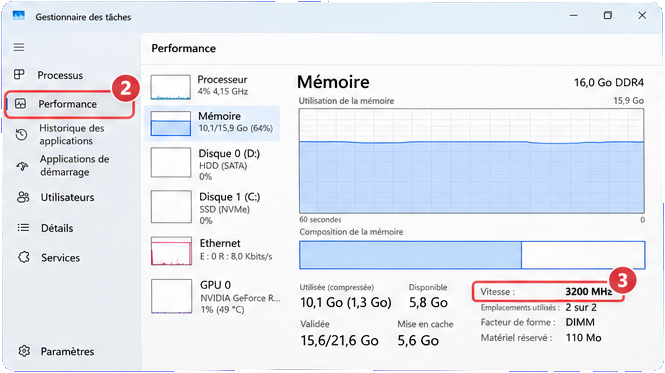 Gestionnaire des tâches
Processus
2
Performance
Historique des
applications
Applications de
démarrage
Utilisateurs
Détails
Services
Paramètres
Performance
Processeur
4% 4,15 GHz
Mémoire
10,1/15,9 Go (64%)
Disque 0 (D:)
HDD (SATA)
0%
Disque 1 (C:)
SSD (NVMe)
0%
Ethernet
E : 0 R : 8,0 Kbits/s
GPU 0
NVIDIA GeForce R...
1% (49 °C)
Mémoire 16,0 Go DDR4
Utilisation de la mémoire 15,9 Go
60 secondes 0
Composition de la mémoire
Utilisée (compressée) Disponible
10,1 Go (1,3 Go) 5,8 Go
Validée Mise en cache
15,6/21,6 Go 5,6 Go
3
Vitesse : 3200 MHz
Emplacements utilisés : 2 sur 2
Facteur de forme : DIMM
Matériel réservé : 110 Mo